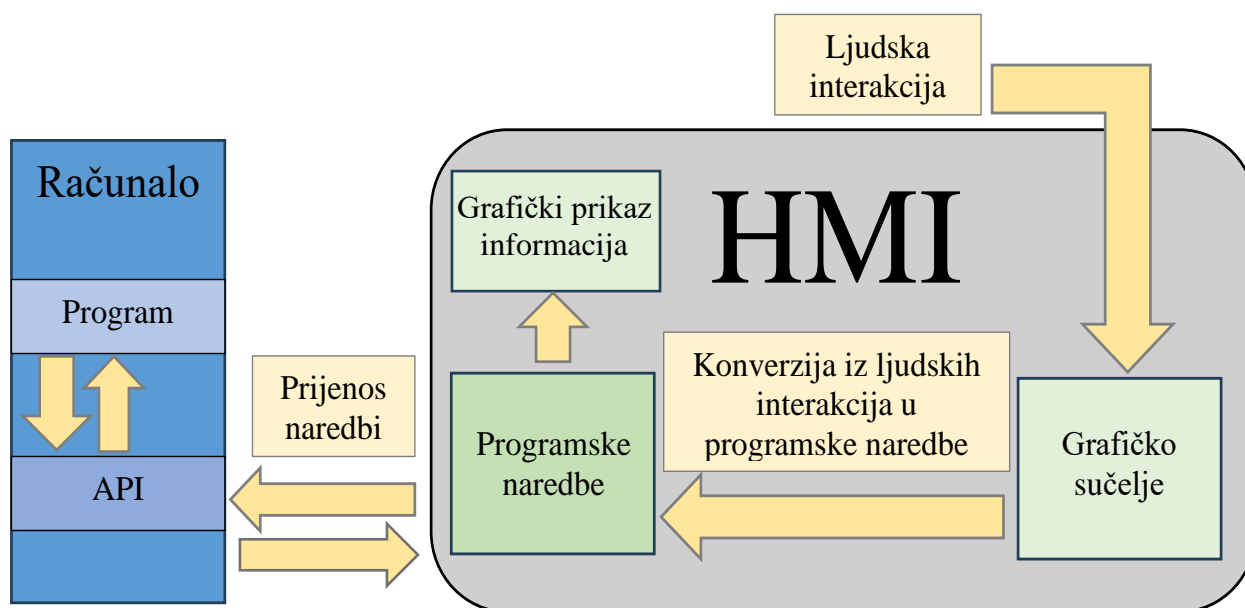 Ljudska
interakcija
Računalo
Program
API
Prijenos
naredbi
HMI
Grafički prikaz
informacija
Programske
naredbe
Konverzija iz ljudskih
interakcija u
programske naredbe
Grafičko
sučelje